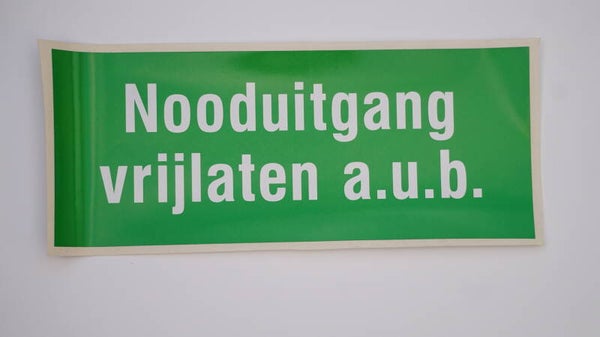 Nooduitgang
vrijlaten a.u.b.